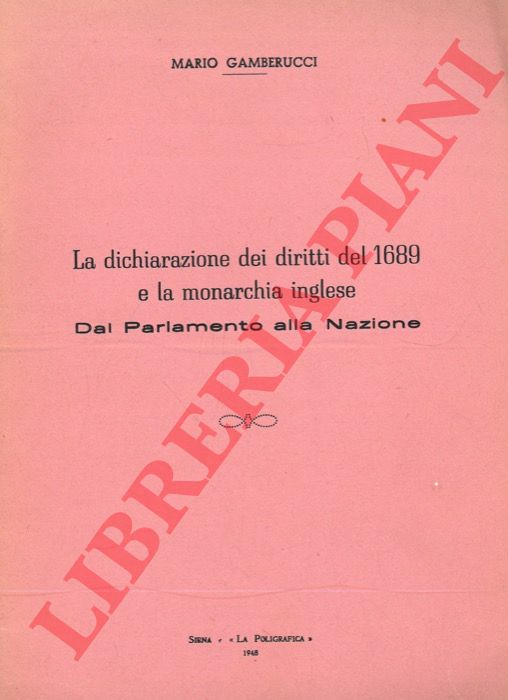 MARIO GAMBERUCCI
La dichiarazione dei diritti del 1689
e la monarchia inglese
Dal Parlamento alla Nazione
LIBRERIA PIANI
SIENA - « LA POLIGRAFICA »
1948